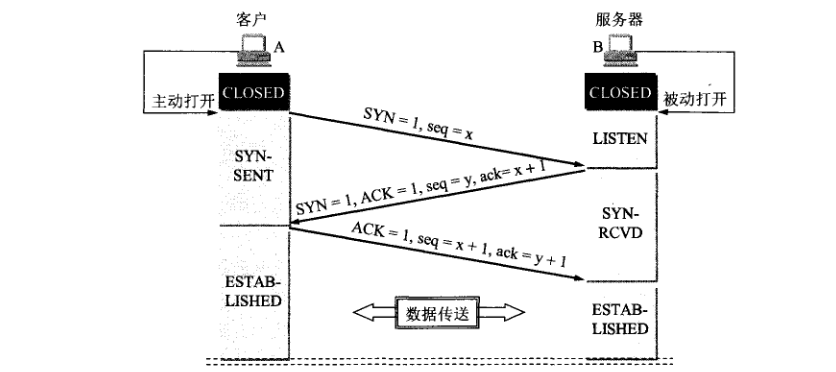 客户
服务器
A
B
CLOSED
CLOSED
主动打开
被动打开
SYN = 1, seq = x
LISTEN
SYN-
SENT
SYN = 1, ACK = 1, seq = y, ack= x + 1
SYN-
RCVD
ACK = 1, seq = x + 1, ack = y + 1
ESTAB-
LISHED
数据传送
ESTAB-
LISHED